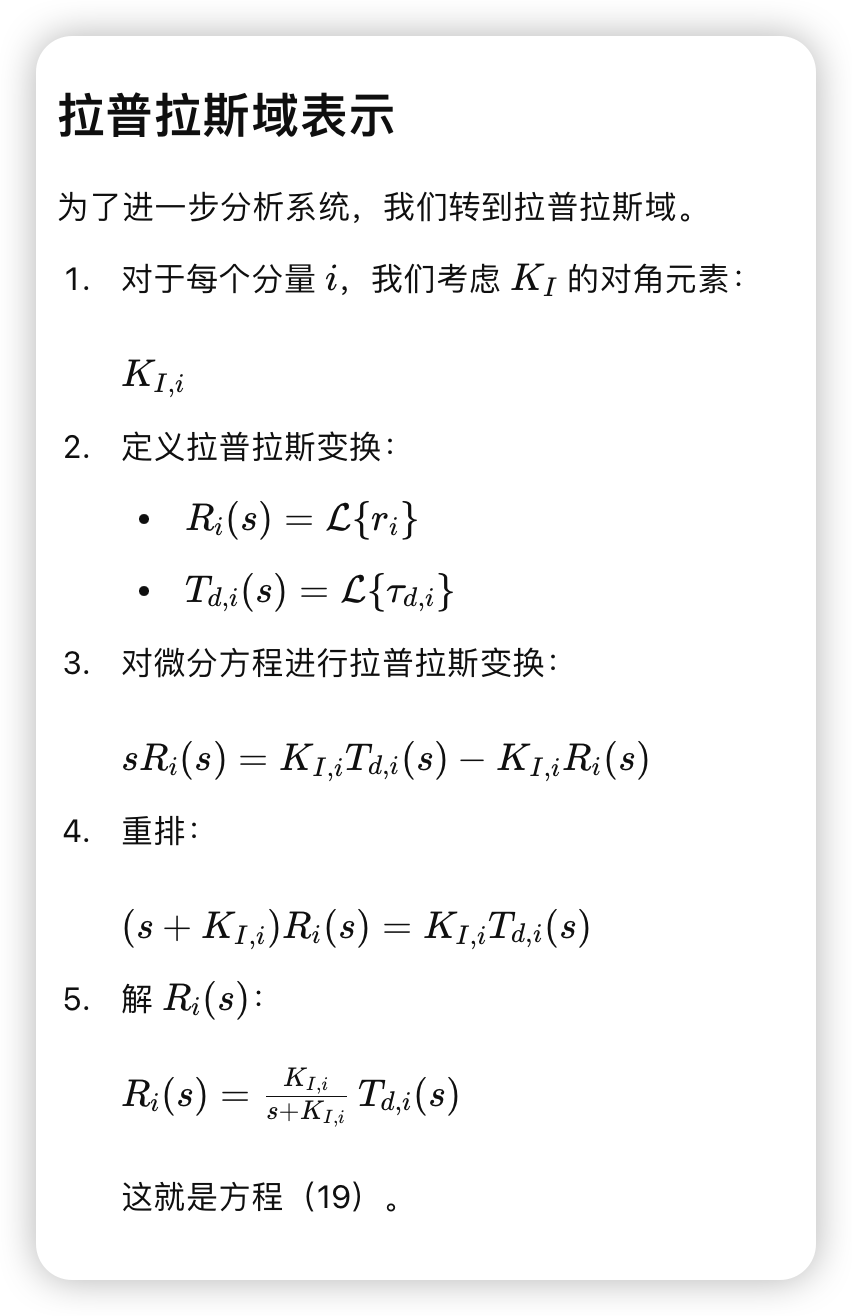 拉普拉斯域表示
为了进一步分析系统，我们转到拉普拉斯域。
1. 对于每个分量 i，我们考虑 K_I 的对角元素：
K_{I,i}
2. 定义拉普拉斯变换：
• R_i(s) = \mathcal{L}\{r_i\}
• T_{d,i}(s) = \mathcal{L}\{\tau_{d,i}\}
3. 对微分方程进行拉普拉斯变换：
sR_i(s) = K_{I,i}T_{d,i}(s) − K_{I,i}R_i(s)
4. 重排：
(s + K_{I,i})R_i(s) = K_{I,i}T_{d,i}(s)
5. 解 R_i(s)：
R_i(s) = \frac{K_{I,i}}{s+K_{I,i}} T_{d,i}(s)
这就是方程（19）。